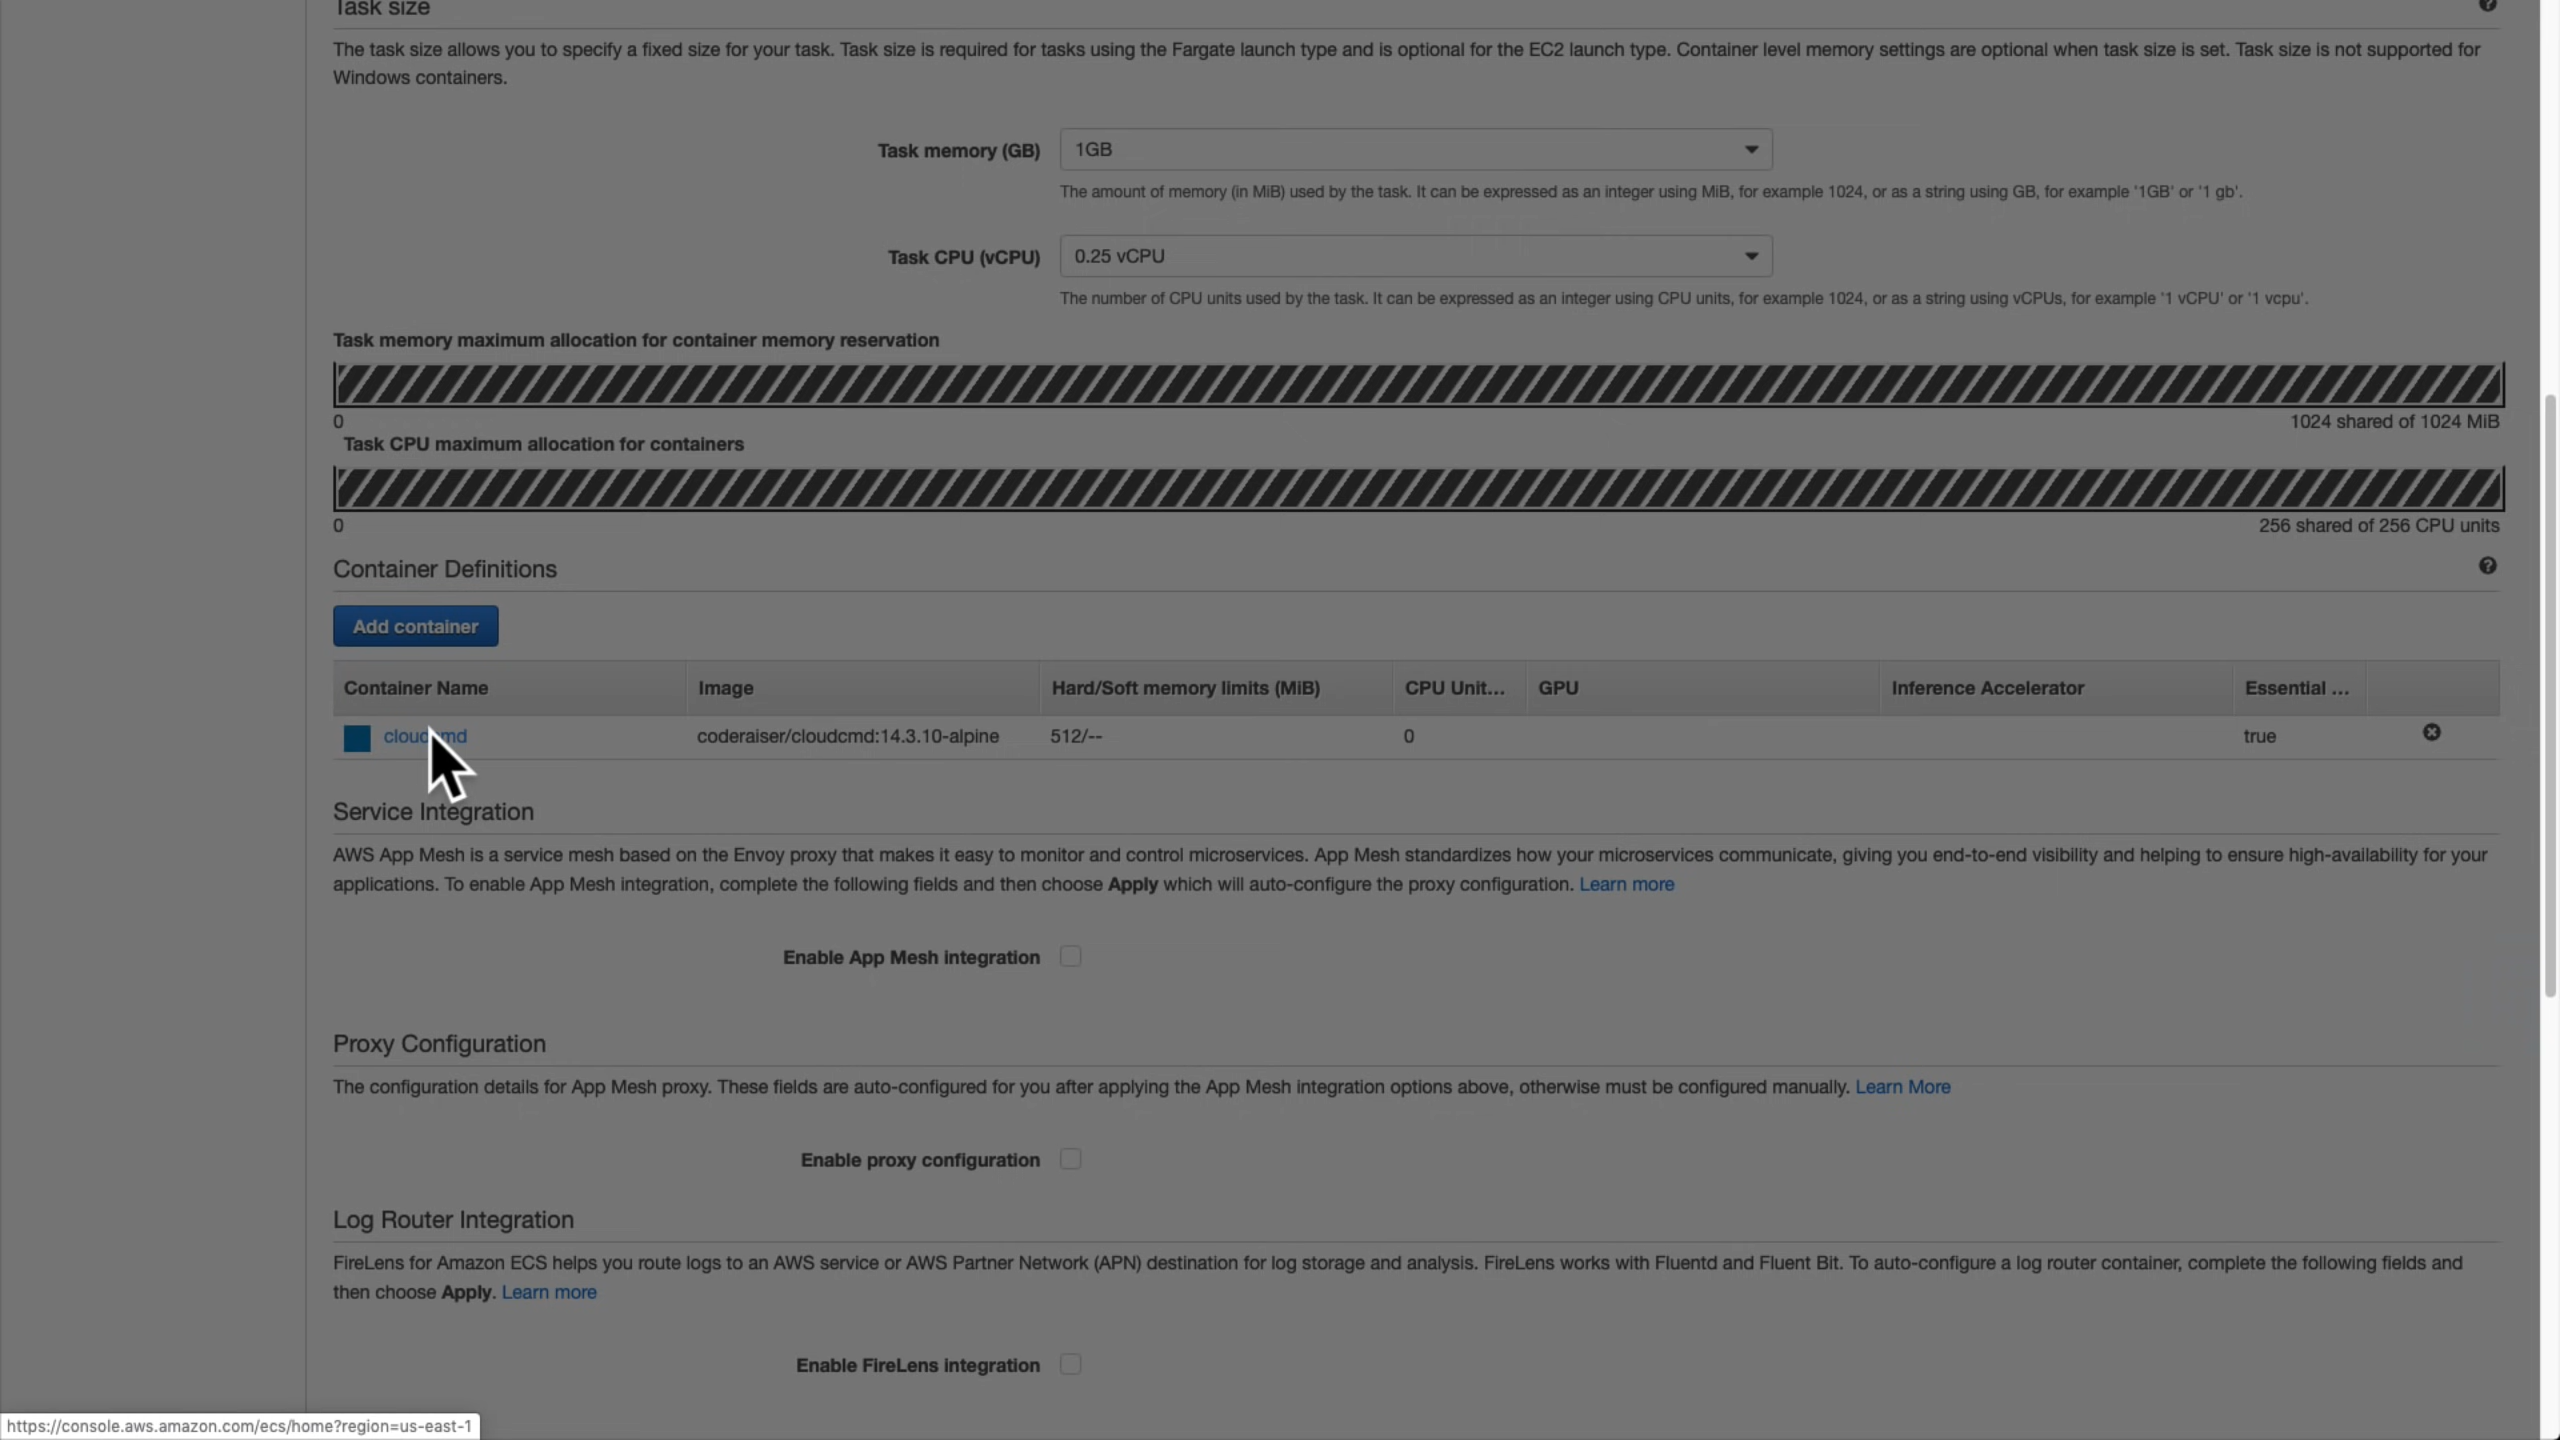 Task size
The task size allows you to specify a fixed size for your task. Task size is required for tasks using the Fargate launch type and is optional for the EC2 launch type. Container level memory settings are optional when task size is set. Task size is not supported for
Windows containers.
Task memory (GB)
1GB
The amount of memory (in MiB) used by the task. It can be expressed as an integer using MiB, for example 1024, or as a string using GB, for example '1GB' or '1 gb'.
Task CPU (vCPU)
0.25 vCPU
The number of CPU units used by the task. It can be expressed as an integer using CPU units, for example 1024, or as a string using vCPUs, for example '1 vCPU' or '1 vcpu'.
Task memory maximum allocation for container memory reservation
0
1024 shared of 1024 MiB
Task CPU maximum allocation for containers
0
256 shared of 256 CPU units
Container Definitions
Add container
Container Name Image Hard/Soft memory limits (MiB) CPU Unit... GPU Inference Accelerator Essential ...
cloudcmd coderaiser/cloudcmd:14.3.10-alpine 512/-- 0 true
Service Integration
AWS App Mesh is a service mesh based on the Envoy proxy that makes it easy to monitor and control microservices. App Mesh standardizes how your microservices communicate, giving you end-to-end visibility and helping to ensure high-availability for your
applications. To enable App Mesh integration, complete the following fields and then choose Apply which will auto-configure the proxy configuration. Learn more
Enable App Mesh integration
Proxy Configuration
The configuration details for App Mesh proxy. These fields are auto-configured for you after applying the App Mesh integration options above, otherwise must be configured manually. Learn More
Enable proxy configuration
Log Router Integration
FireLens for Amazon ECS helps you route logs to an AWS service or AWS Partner Network (APN) destination for log storage and analysis. FireLens works with Fluentd and Fluent Bit. To auto-configure a log router container, complete the following fields and
then choose Apply. Learn more
Enable FireLens integration
https://console.aws.amazon.com/ecs/home?region=us-east-1